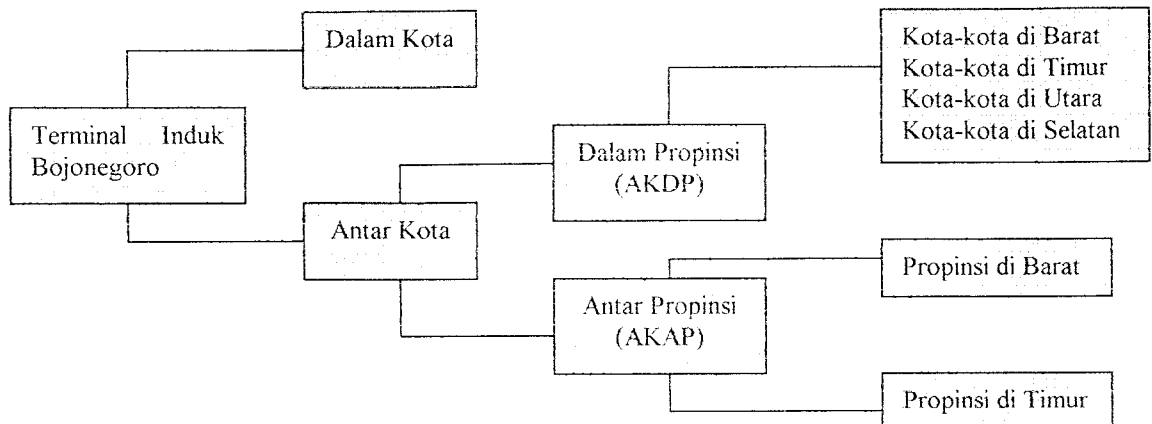 Dalam Kota
Terminal Induk
Bojonegoro
Antar Kota
Dalam Propinsi
(AKDP)
Kota-kota di Barat
Kota-kota di Timur
Kota-kota di Utara
Kota-kota di Selatan
Antar Propinsi
(AKAP)
Propinsi di Barat
Propinsi di Timur